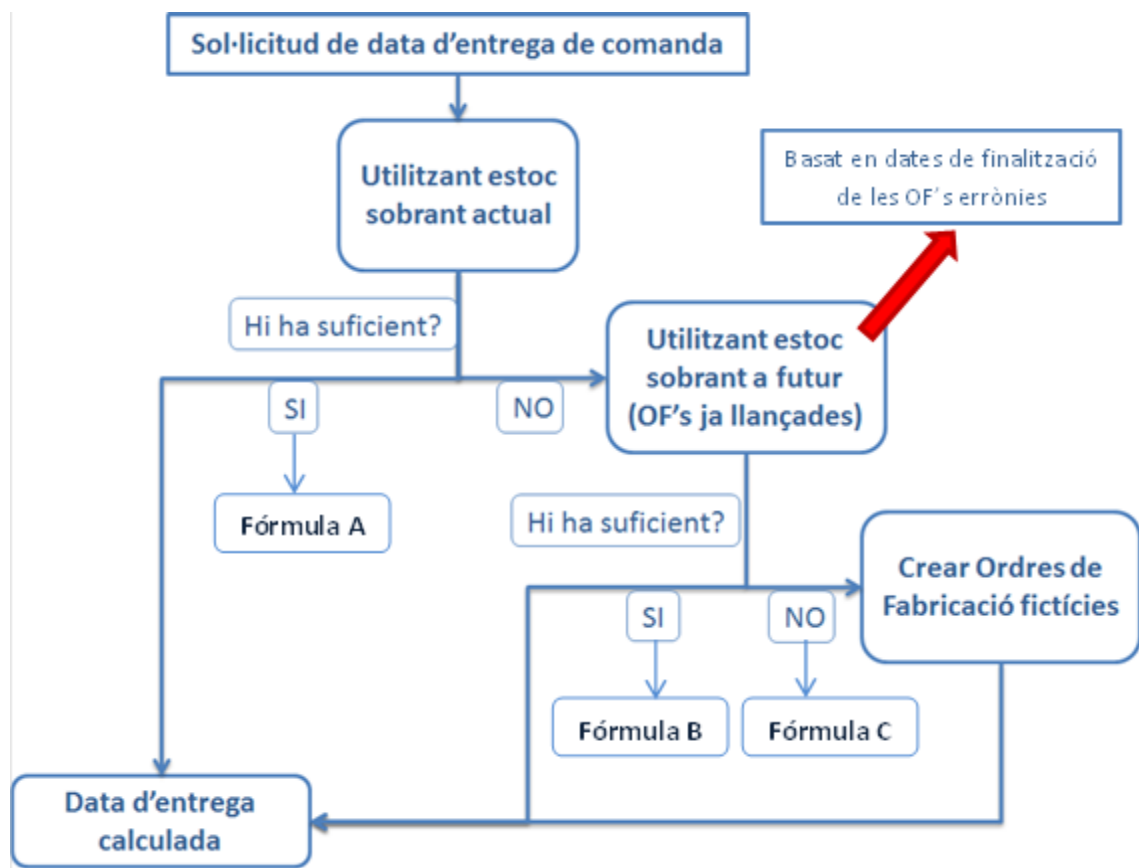 Sol·licitud de data d'entrega de comanda
Utilitzant estoc
sobrant actual
Basat en dates de finalització
de les OF´s errònies
Hi ha suficient?
Utilitzant estoc
sobrant a futur
(OF's ja llançades)
SI
NO
Fórmula A
Hi ha suficient?
Crear Ordres de
Fabricació fictícies
SI
NO
Fórmula B
Fórmula C
Data d'entrega
calculada